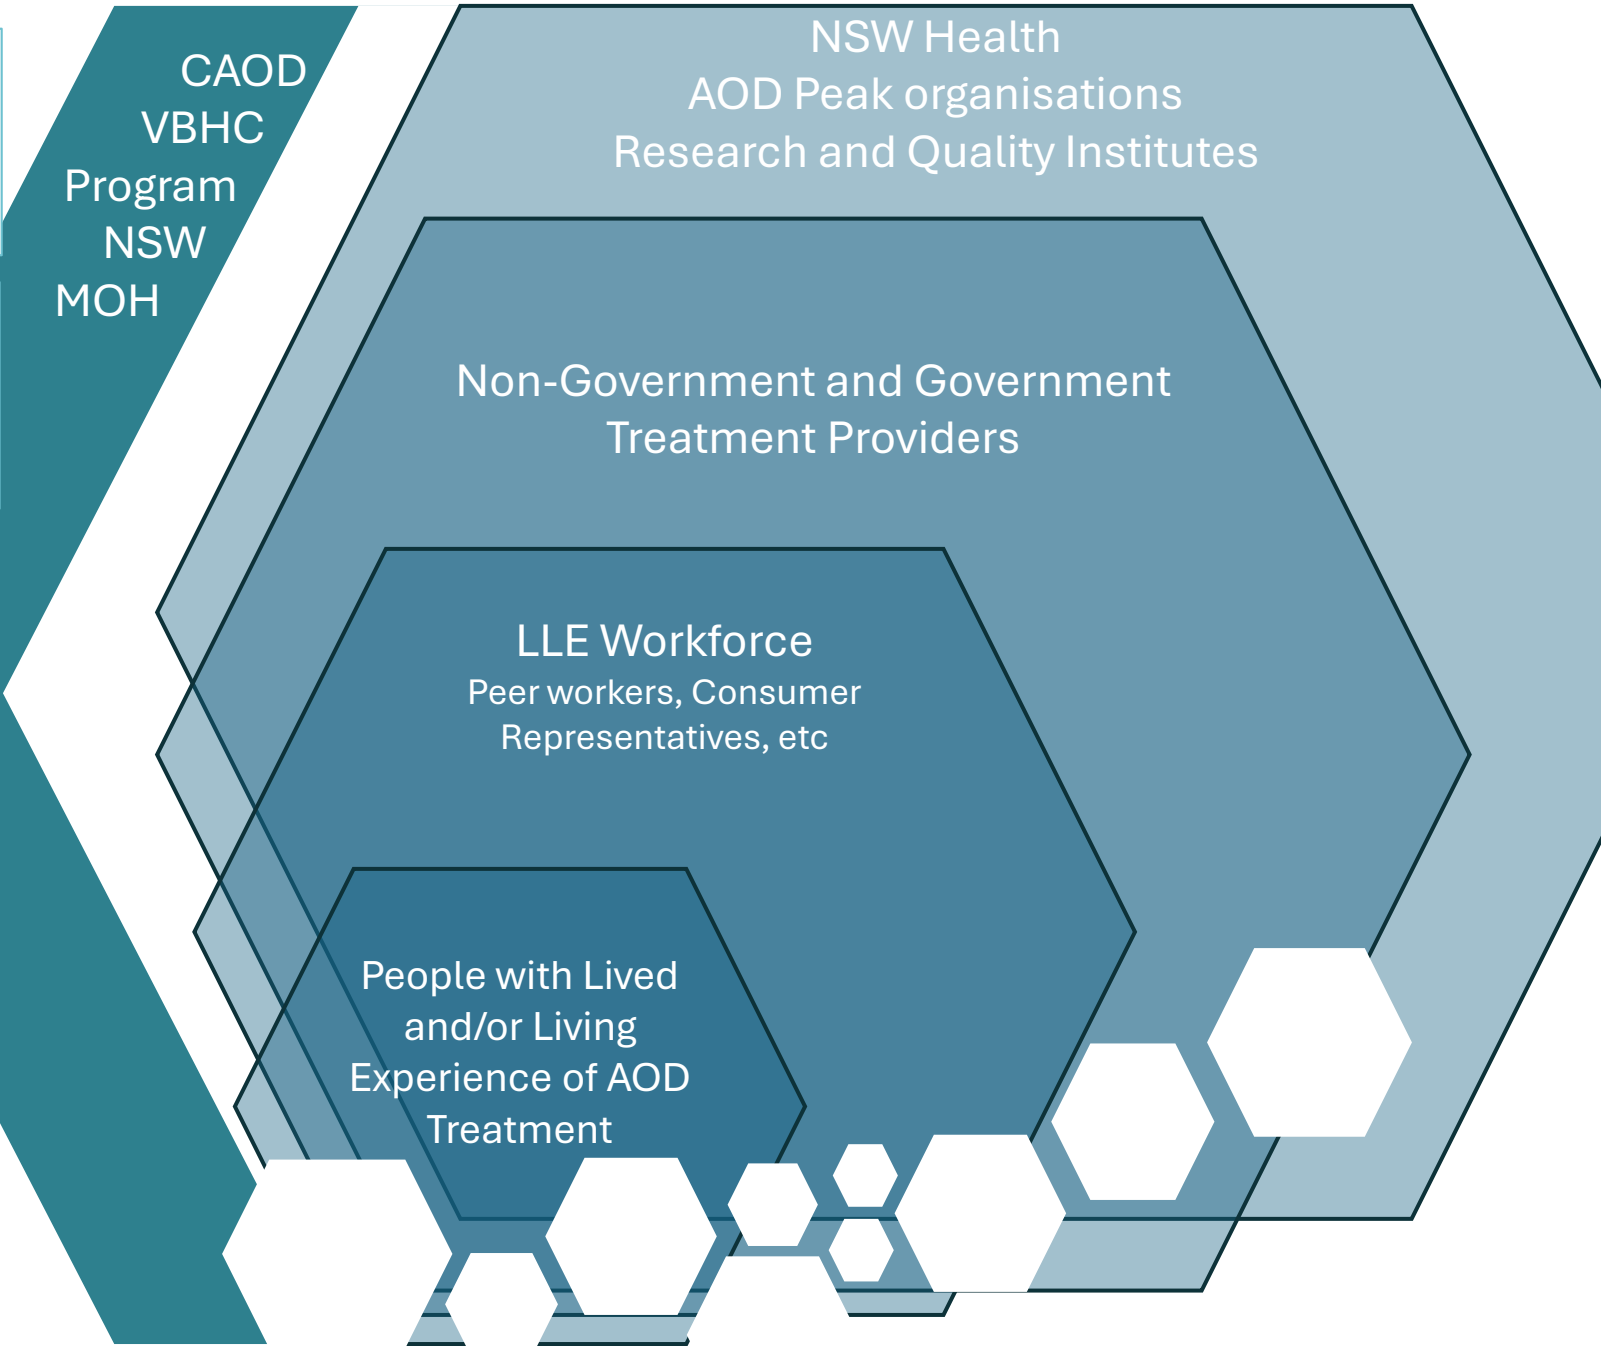 CAOD
VBHC
Program
NSW
MOH
NSW Health
AOD Peak organisations
Research and Quality Institutes
Non-Government and Government
Treatment Providers
LLE Workforce
Peer workers, Consumer
Representatives, etc
People with Lived
and/or Living
Experience of AOD
Treatment